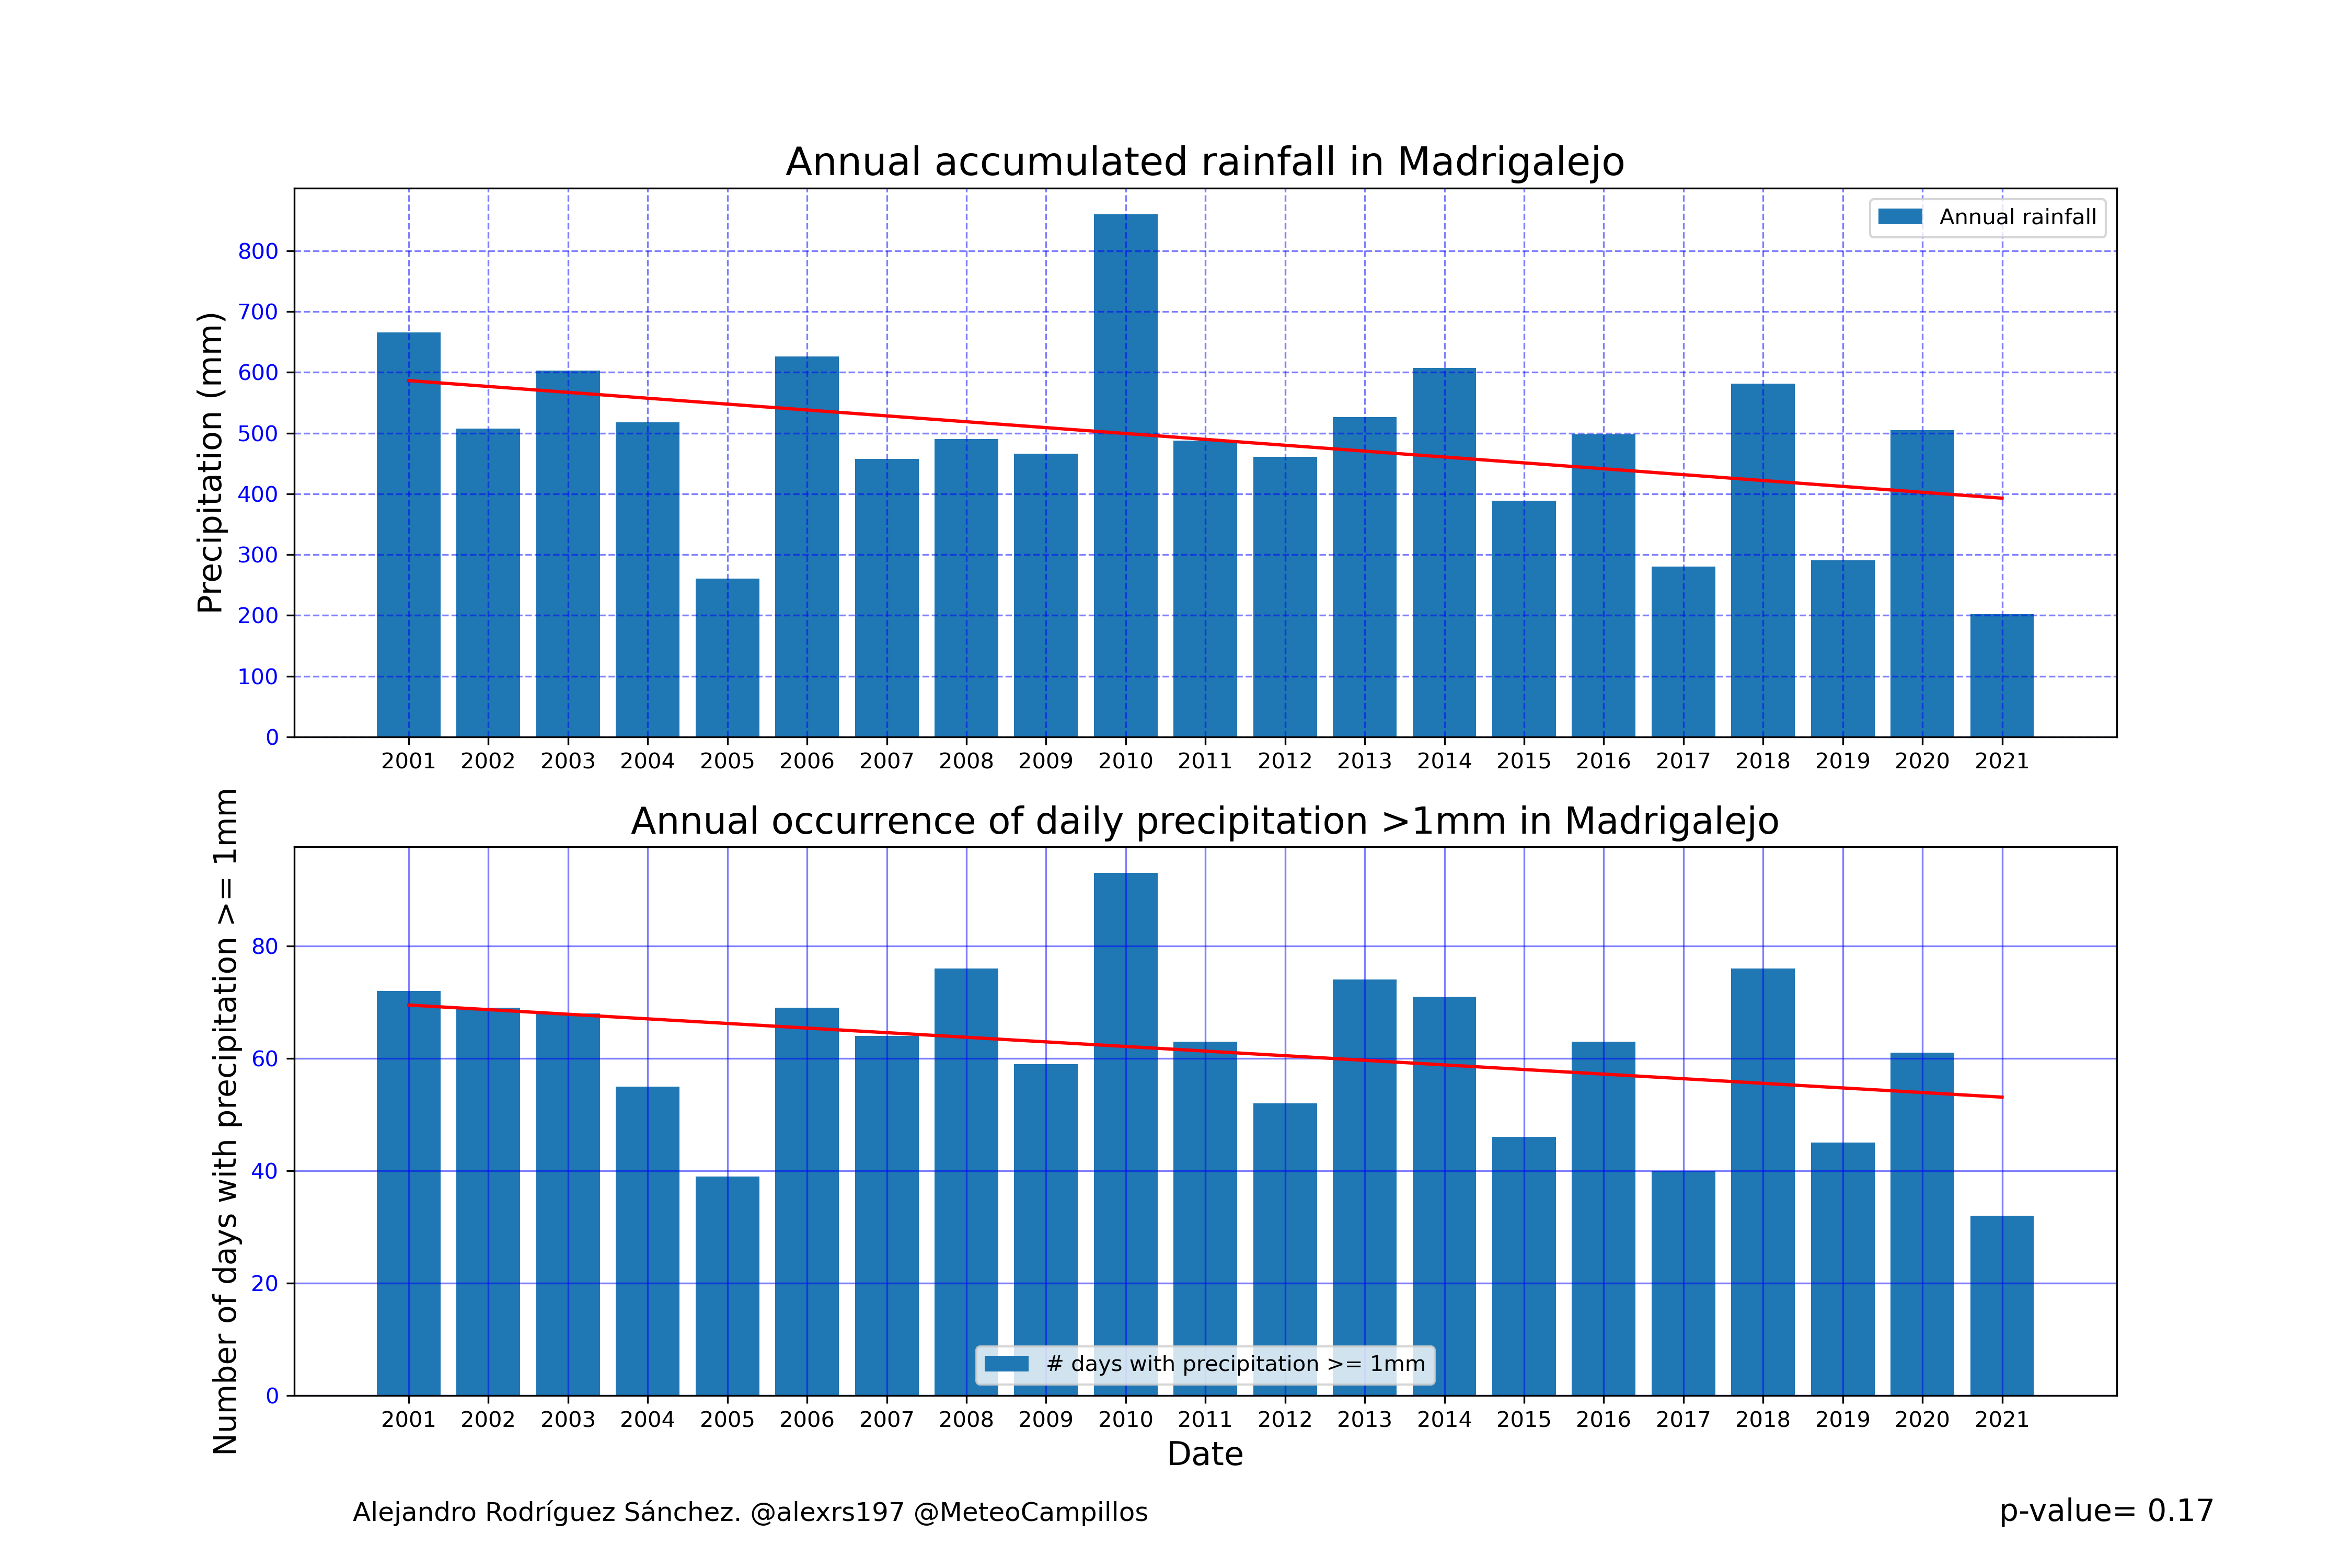 Annual accumulated rainfall in Madrigalejo
Annual rainfall
Precipitation (mm)
800
700
600
500
400
300
200
100
0
2001 2002 2003 2004 2005 2006 2007 2008 2009 2010 2011 2012 2013 2014 2015 2016 2017 2018 2019 2020 2021
Annual occurrence of daily precipitation >1mm in Madrigalejo
Number of days with precipitation >= 1mm
80
60
40
20
0
# days with precipitation >= 1mm
2001 2002 2003 2004 2005 2006 2007 2008 2009 2010 2011 2012 2013 2014 2015 2016 2017 2018 2019 2020 2021
Date
Alejandro Rodríguez Sánchez. @alexrs197 @MeteoCampillos
p-value= 0.17